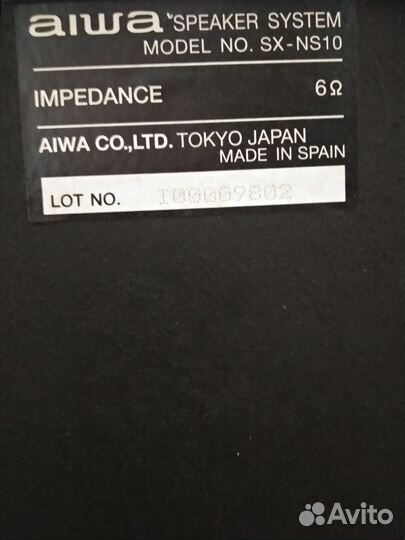 aiwa SPEAKER SYSTEM
MODEL NO. SX-NS10
IMPEDANCE 6Ω
AIWA CO.,LTD. TOKYO JAPAN
MADE IN SPAIN
LOT NO. I00009802
Avito